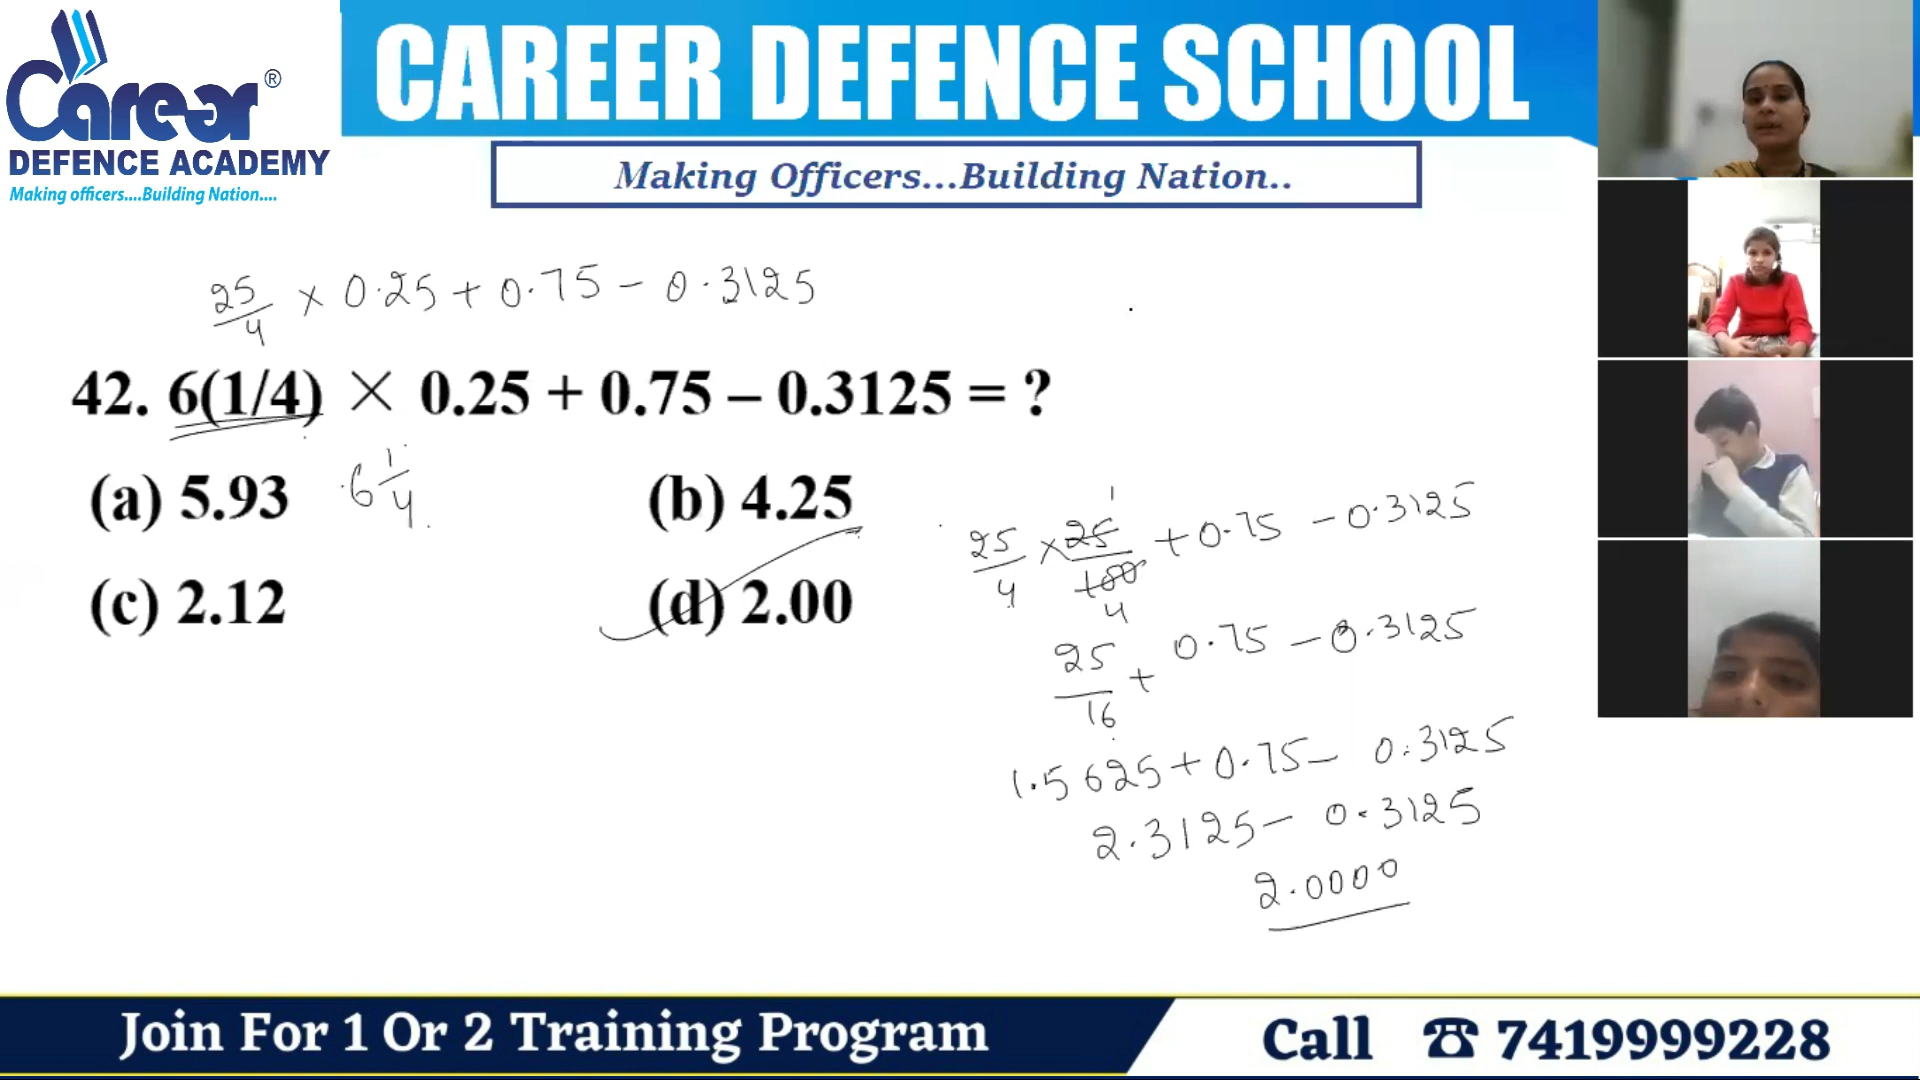 Career®
DEFENCE ACADEMY
Making officers....Building Nation....
CAREER DEFENCE SCHOOL
Making Officers...Building Nation..
25/4 × 0.25 + 0.75 – 0.3125
42. 6(1/4) × 0.25 + 0.75 – 0.3125 = ?
(a) 5.93
6 1/4
(b) 4.25
(c) 2.12
(d) 2.00
25/4 × 25/100 + 0.75 – 0.3125
1
4
25/16 + 0.75 – 0.3125
1.5625 + 0.75 – 0.3125
2.3125 – 0.3125
2.0000
Join For 1 Or 2 Training Program
Call ☎ 7419999228